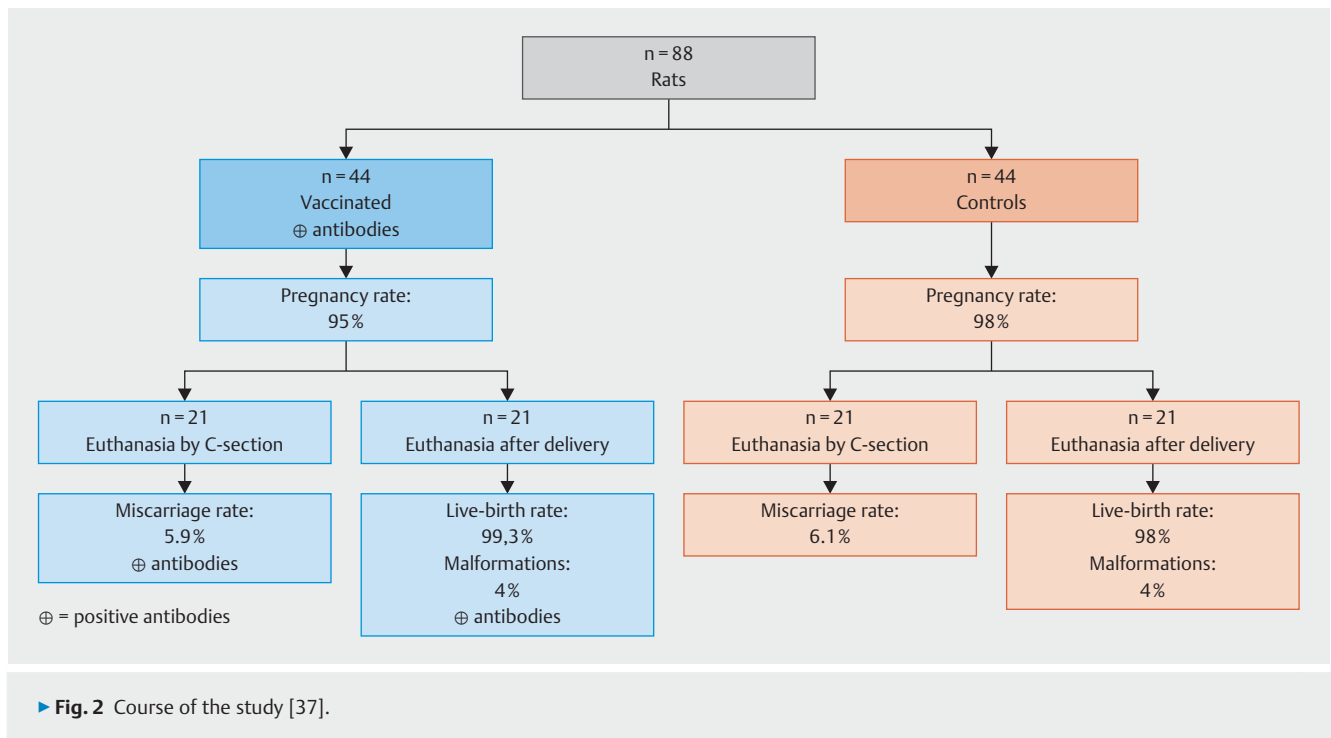 n = 88
Rats
n = 44
Vaccinated
⊕ antibodies
n = 44
Controls
Pregnancy rate:
95 %
Pregnancy rate:
98 %
n = 21
Euthanasia by C-section
n = 21
Euthanasia after delivery
n = 21
Euthanasia by C-section
n = 21
Euthanasia after delivery
Miscarriage rate:
5.9 %
⊕ antibodies
Live-birth rate:
99,3 %
Malformations:
4 %
⊕ antibodies
Miscarriage rate:
6.1 %
Live-birth rate:
98 %
Malformations:
4 %
⊕ = positive antibodies
► Fig. 2 Course of the study [37].